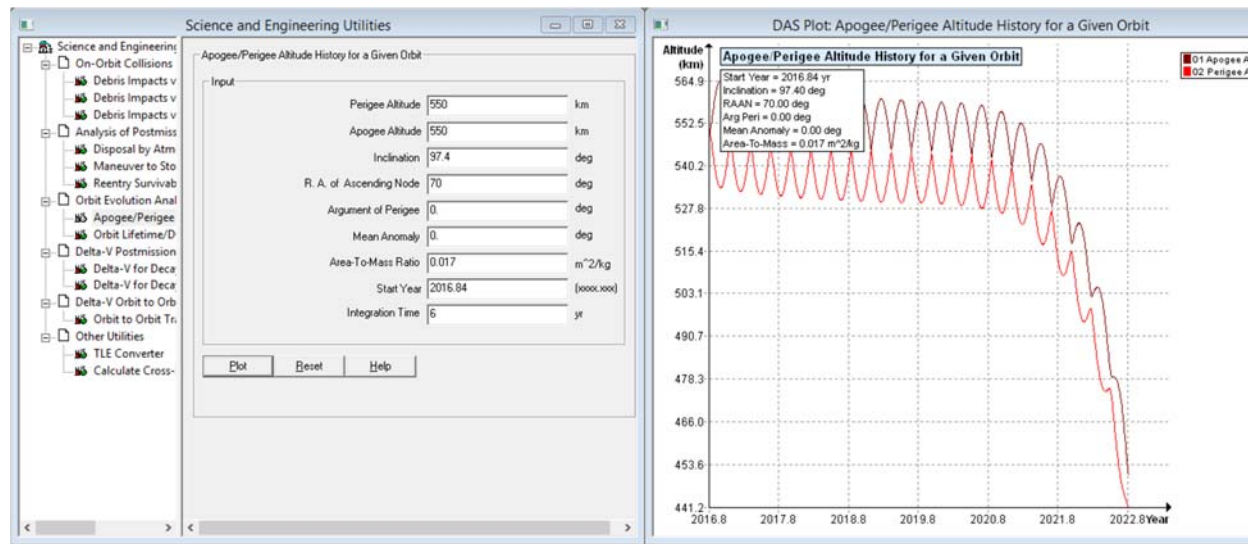 Science and Engineering Utilities
Science and Engineering
On-Orbit Collisions
Debris Impacts v
Debris Impacts v
Debris Impacts v
Analysis of Postmiss
Disposal by Atm
Maneuver to Sto
Reentry Survivab
Orbit Evolution Anal
Apogee/Perigee
Orbit Lifetime/D
Delta-V Postmission
Delta-V for Deca
Delta-V for Deca
Delta-V Orbit to Orb
Orbit to Orbit Tr
Other Utilities
TLE Converter
Calculate Cross-
Apogee/Perigee Altitude History for a Given Orbit
Input
Perigee Altitude 550 km
Apogee Altitude 550 km
Inclination 97.4 deg
R. A. of Ascending Node 70 deg
Argument of Perigee 0. deg
Mean Anomaly 0. deg
Area-To-Mass Ratio 0.017 m^2/kg
Start Year 2016.84 (xxxx.xxx)
Integration Time 6 yr
Plot Reset Help
DAS Plot: Apogee/Perigee Altitude History for a Given Orbit
Altitude
(km)
Apogee/Perigee Altitude History for a Given Orbit
Start Year = 2016.84 yr
Inclination = 97.40 deg
RAAN = 70.00 deg
Arg Peri = 0.00 deg
Mean Anomaly = 0.00 deg
Area-To-Mass = 0.017 m^2/kg
01 Apogee A
02 Perigee A
564.9
552.5
540.2
527.8
515.4
503.1
490.7
478.3
466.0
453.6
441.2
2016.8 2017.8 2018.8 2019.8 2020.8 2021.8 2022.8 Year